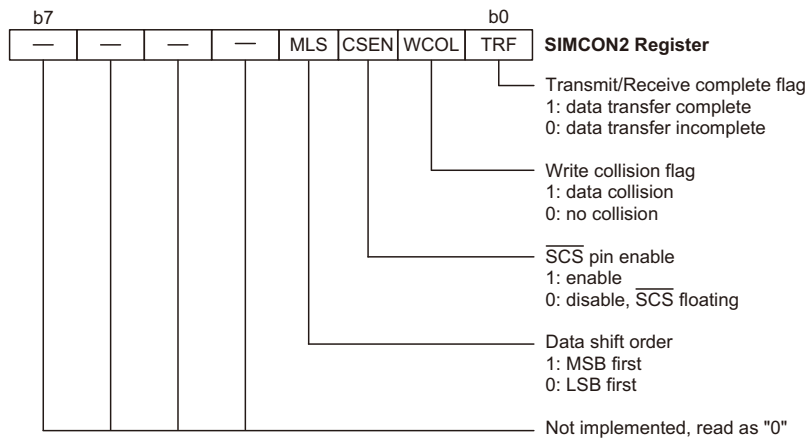 b7 b0
— — — — MLS CSEN WCOL TRF SIMCON2 Register
Transmit/Receive complete flag
1: data transfer complete
0: data transfer incomplete
Write collision flag
1: data collision
0: no collision
S̅C̅S̅ pin enable
1: enable
0: disable, S̅C̅S̅ floating
Data shift order
1: MSB first
0: LSB first
Not implemented, read as "0"